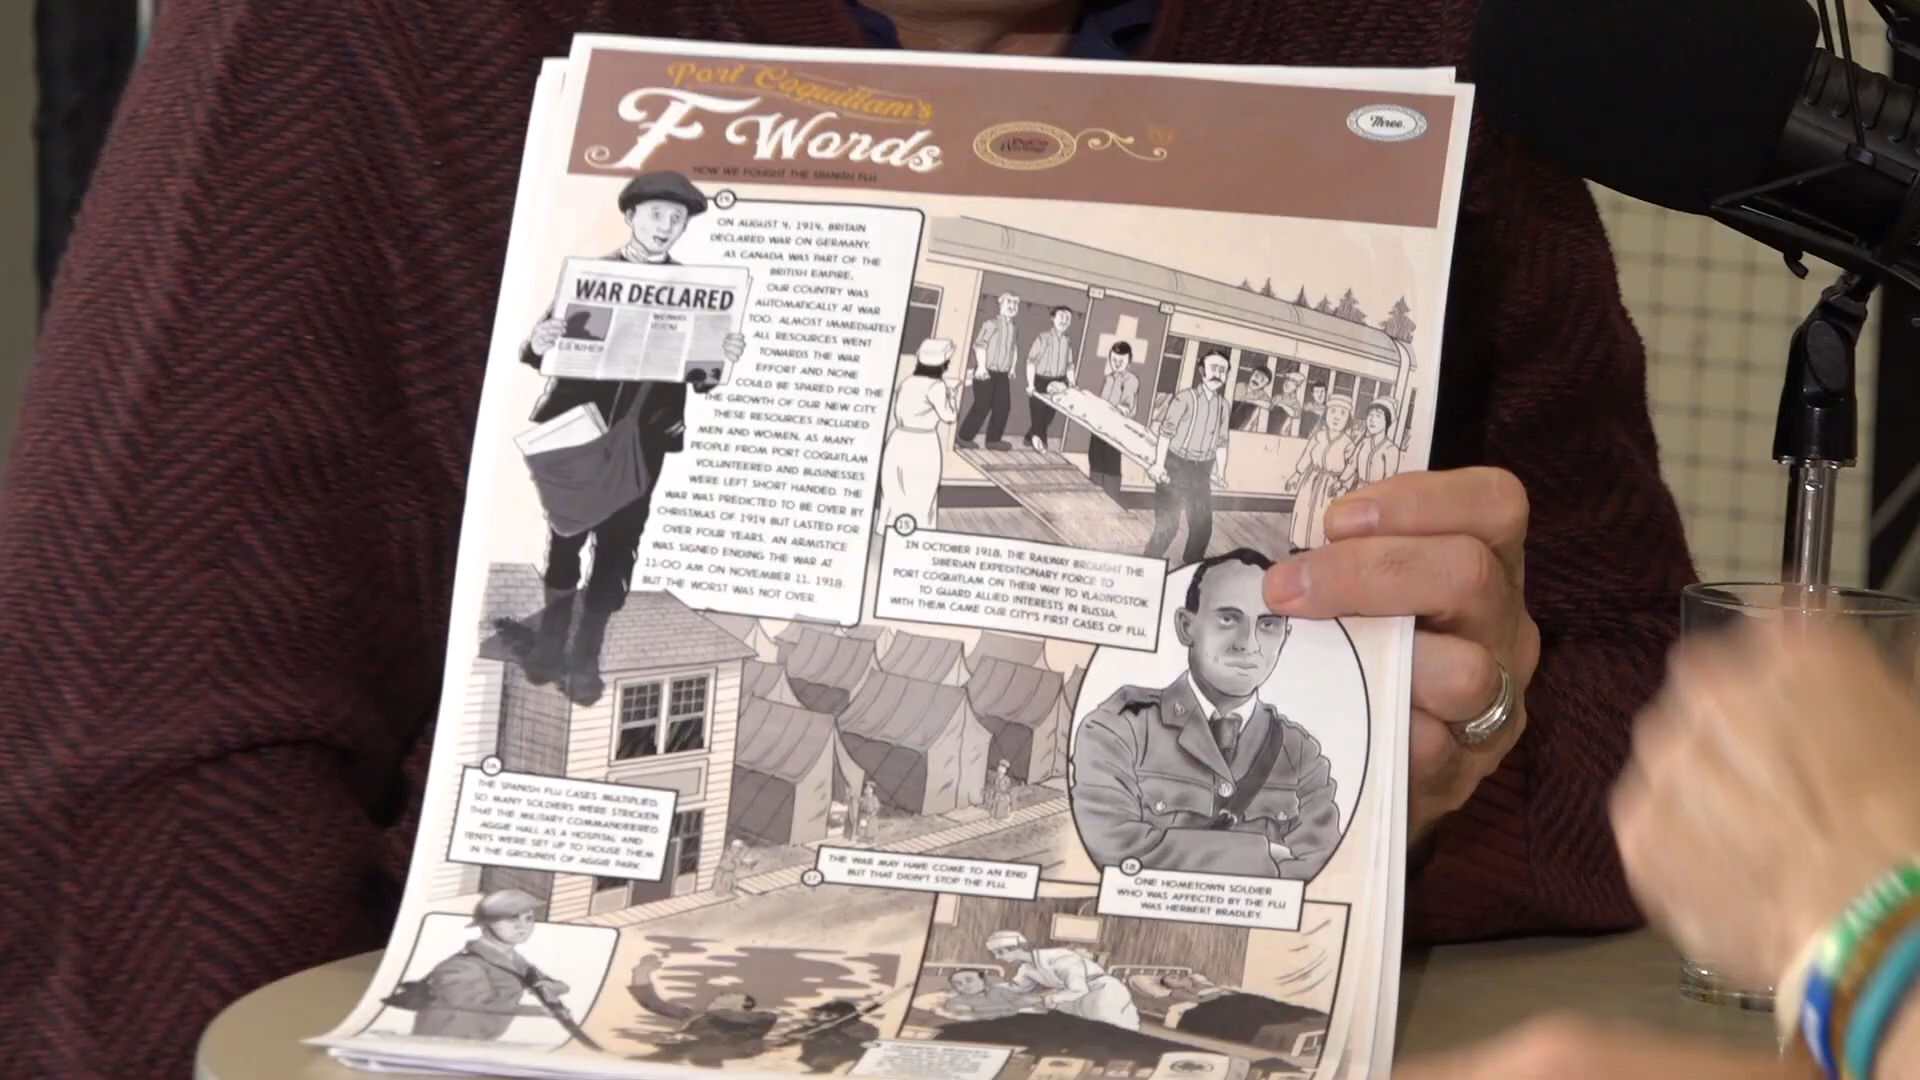 Port Coquitlam's
F Words
HOW WE FOUGHT THE SPANISH FLU
Three
14
ON AUGUST 4, 1914, BRITAIN
DECLARED WAR ON GERMANY.
AS CANADA WAS PART OF THE
BRITISH EMPIRE,
OUR COUNTRY WAS
AUTOMATICALLY AT WAR
TOO. ALMOST IMMEDIATELY
ALL RESOURCES WENT
TOWARDS THE WAR
EFFORT AND NONE
COULD BE SPARED FOR THE
THE GROWTH OF OUR NEW CITY.
THESE RESOURCES INCLUDED
MEN AND WOMEN, AS MANY
PEOPLE FROM PORT COQUITLAM
VOLUNTEERED AND BUSINESSES
WERE LEFT SHORT HANDED. THE
WAR WAS PREDICTED TO BE OVER BY
CHRISTMAS OF 1914 BUT LASTED FOR
OVER FOUR YEARS. AN ARMISTICE
WAS SIGNED ENDING THE WAR AT
11:00 AM ON NOVEMBER 11, 1918.
BUT THE WORST WAS NOT OVER.
WAR DECLARED
15
IN OCTOBER 1918, THE RAILWAY BROUGHT THE
SIBERIAN EXPEDITIONARY FORCE TO
PORT COQUITLAM ON THEIR WAY TO VLADIVOSTOK
TO GUARD ALLIED INTERESTS IN RUSSIA.
WITH THEM CAME OUR CITY'S FIRST CASES OF FLU.
16
THE SPANISH FLU CASES MULTIPLIED.
SO MANY SOLDIERS WERE STRICKEN
THAT THE MILITARY COMMANDEERED
AGGIE HALL AS A HOSPITAL AND
TENTS WERE SET UP TO HOUSE THEM
IN THE GROUNDS OF AGGIE PARK.
17
THE WAR MAY HAVE COME TO AN END
BUT THAT DIDN'T STOP THE FLU.
18
ONE HOMETOWN SOLDIER
WHO WAS AFFECTED BY THE FLU
WAS HERBERT BRADLEY.